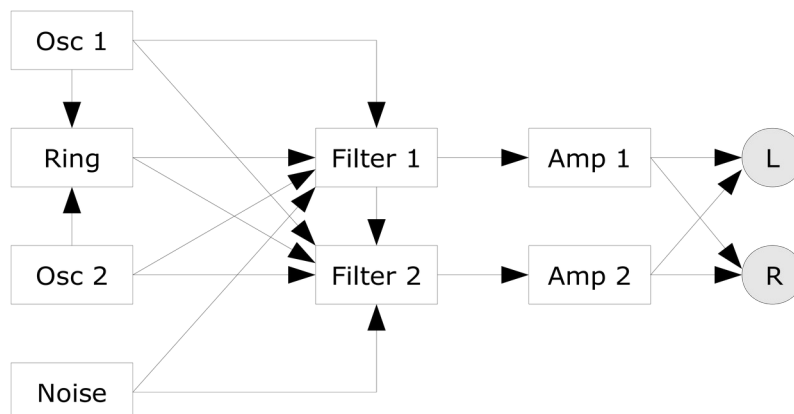 Osc 1
Ring
Filter 1
Amp 1
L
Osc 2
Filter 2
Amp 2
R
Noise